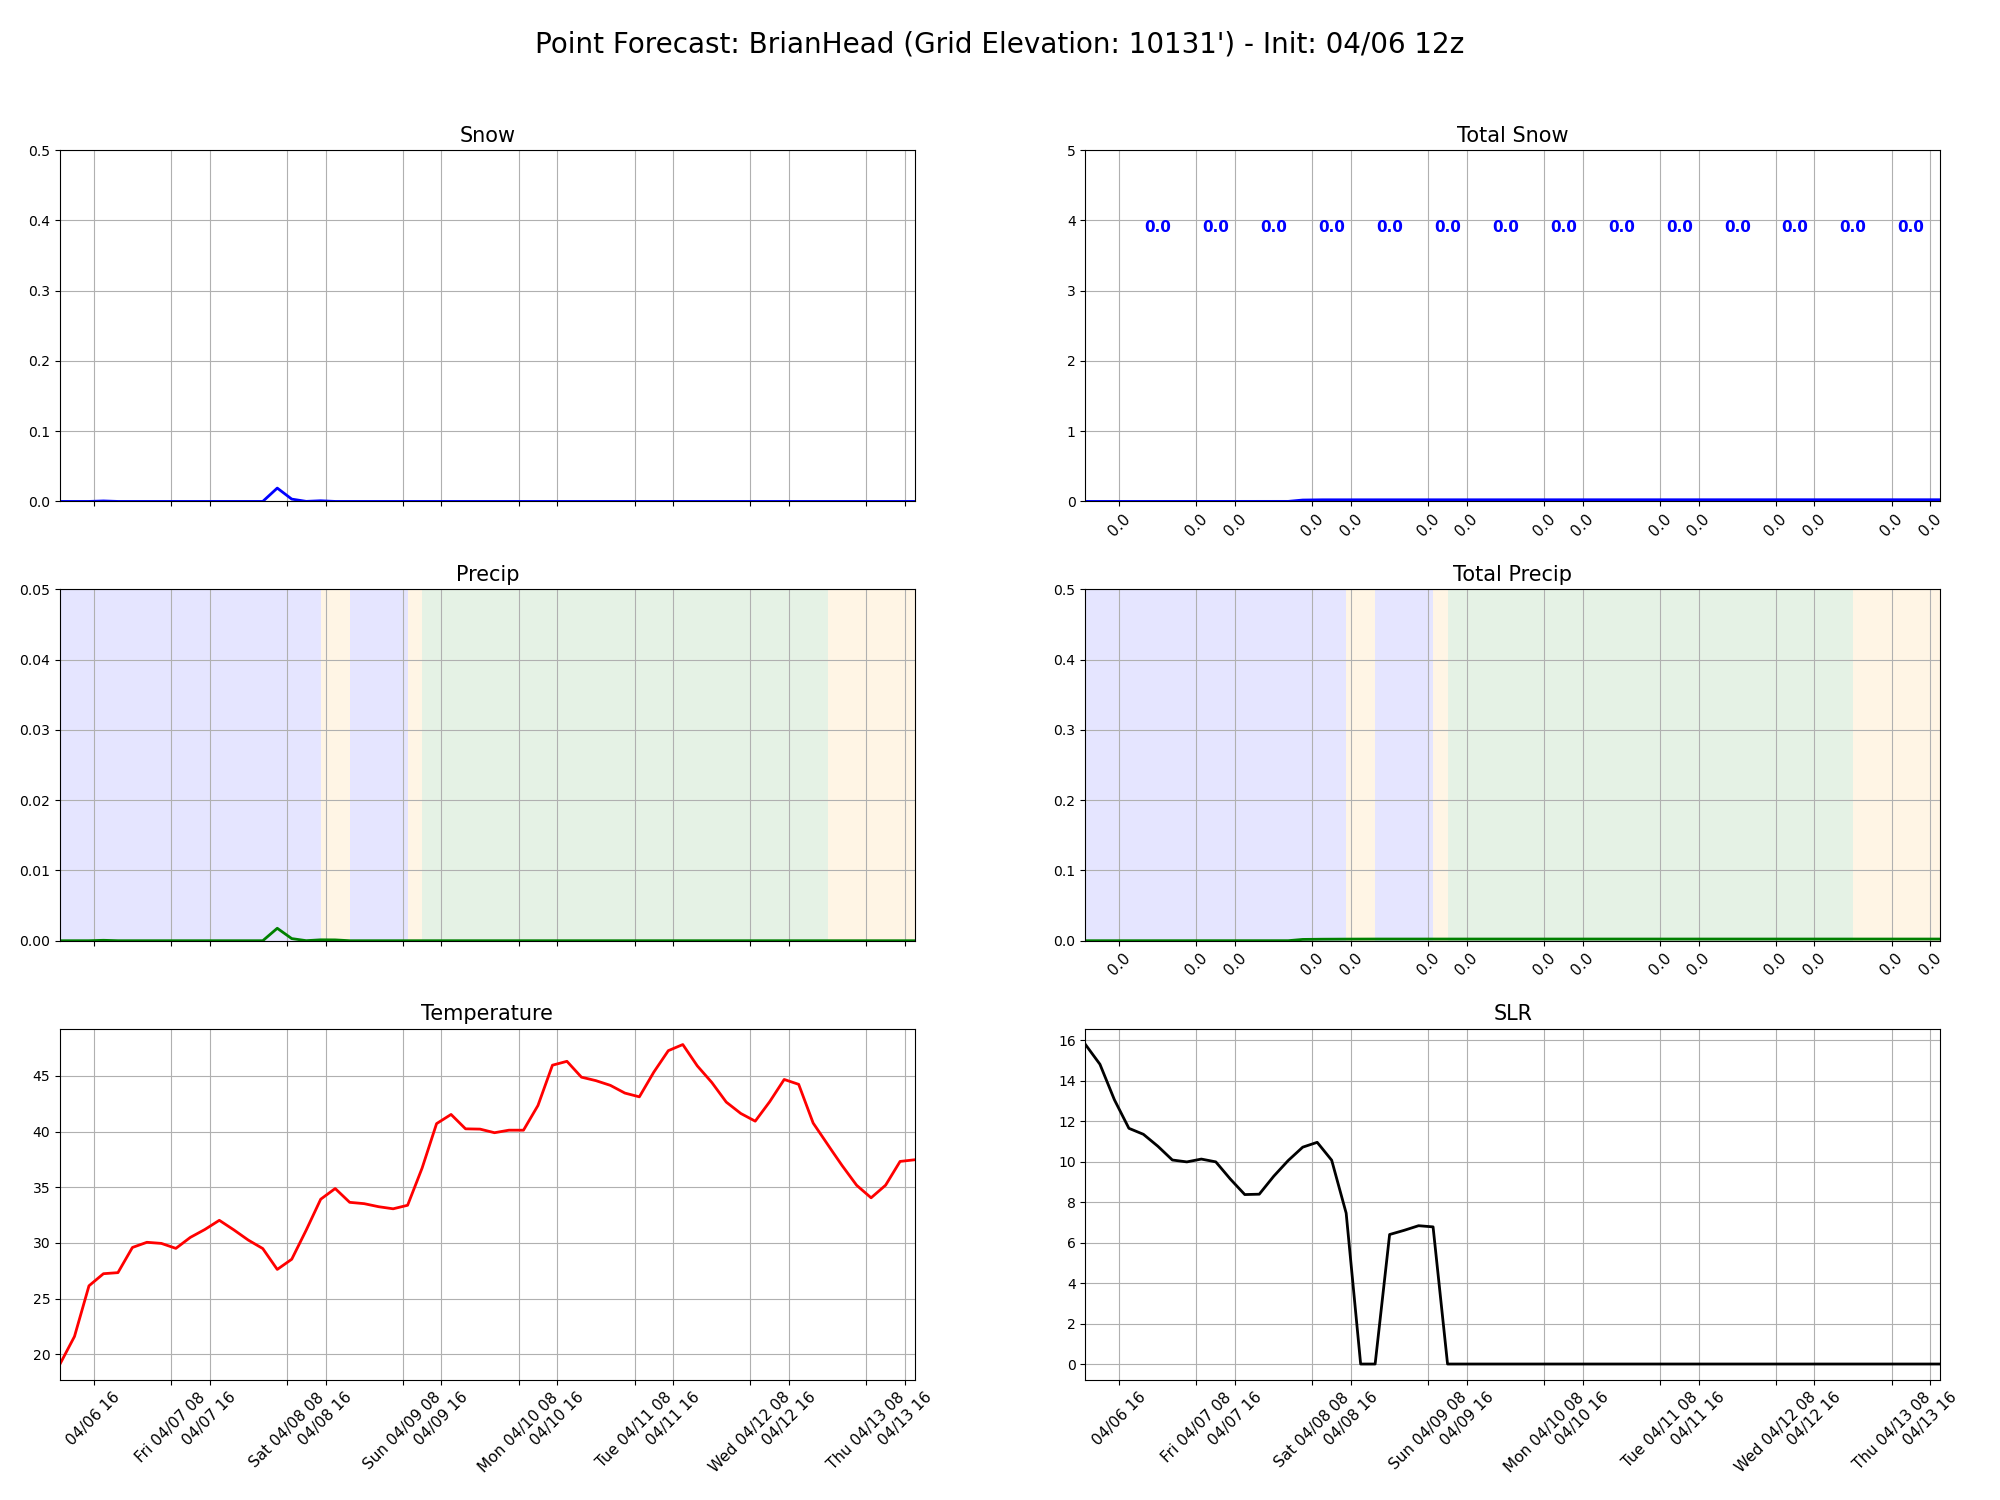 Point Forecast: BrianHead (Grid Elevation: 10131') - Init: 04/06 12z
Snow
0.5
0.4
0.3
0.2
0.1
0.0
Total Snow
5
4
3
2
1
0
0.0 0.0 0.0 0.0 0.0 0.0 0.0 0.0 0.0 0.0 0.0 0.0 0.0 0.0
0.0 0.0 0.0 0.0 0.0 0.0 0.0 0.0 0.0 0.0 0.0 0.0 0.0 0.0 0.0
Precip
0.05
0.04
0.03
0.02
0.01
0.00
Total Precip
0.5
0.4
0.3
0.2
0.1
0.0
0.0 0.0 0.0 0.0 0.0 0.0 0.0 0.0 0.0 0.0 0.0 0.0 0.0 0.0 0.0
Temperature
45
40
35
30
25
20
04/06 16
Fri 04/07 08
04/07 16
Sat 04/08 08
04/08 16
Sun 04/09 08
04/09 16
Mon 04/10 08
04/10 16
Tue 04/11 08
04/11 16
Wed 04/12 08
04/12 16
Thu 04/13 08
04/13 16
SLR
16
14
12
10
8
6
4
2
0
04/06 16
Fri 04/07 08
04/07 16
Sat 04/08 08
04/08 16
Sun 04/09 08
04/09 16
Mon 04/10 08
04/10 16
Tue 04/11 08
04/11 16
Wed 04/12 08
04/12 16
Thu 04/13 08
04/13 16